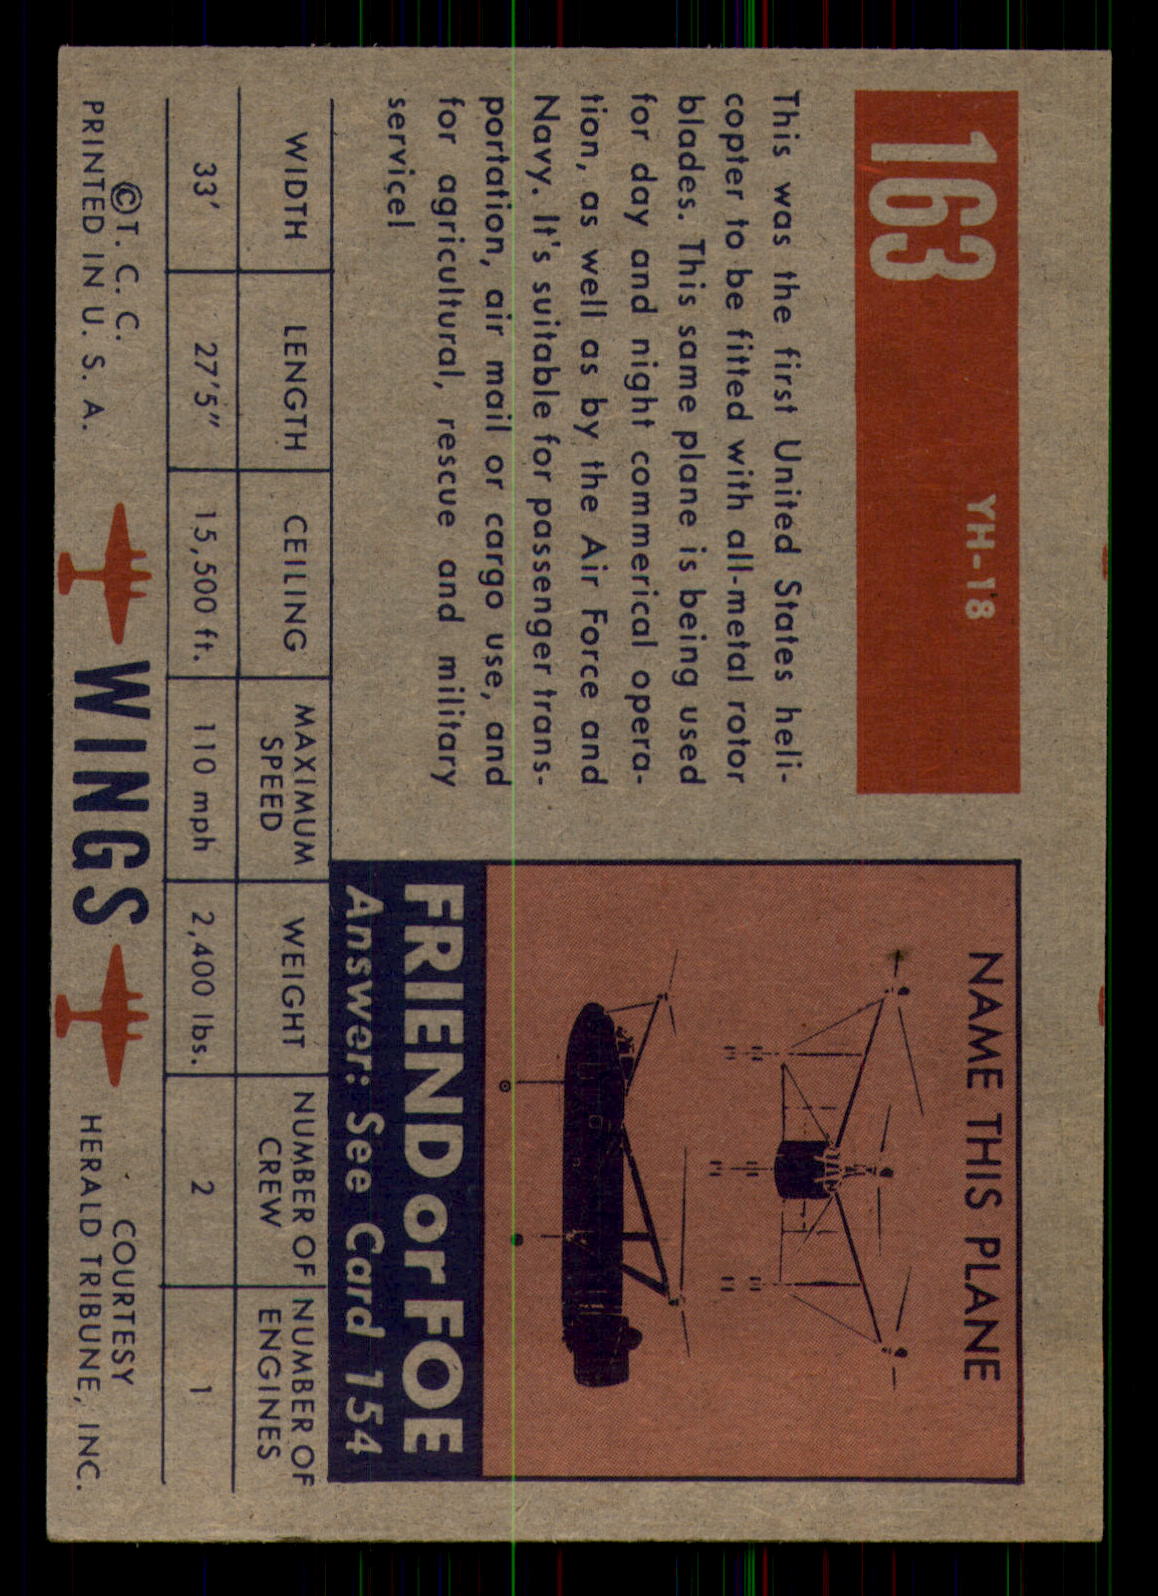 163
YH-18
This was the first United States heli-
copter to be fitted with all-metal rotor
blades. This same plane is being used
for day and night commerical opera-
tion, as well as by the Air Force and
Navy. It's suitable for passenger trans-
portation, air mail or cargo use, and
for agricultural, rescue and military
service!
NAME THIS PLANE
FRIEND or FOE
Answer: See Card 154
WIDTH LENGTH CEILING MAXIMUM SPEED WEIGHT NUMBER OF CREW NUMBER OF ENGINES
33' 27'5" 15,500 ft. 110 mph 2,400 lbs. 2 1
©T. C. C.
PRINTED IN U. S. A.
WINGS
COURTESY
HERALD TRIBUNE, INC.